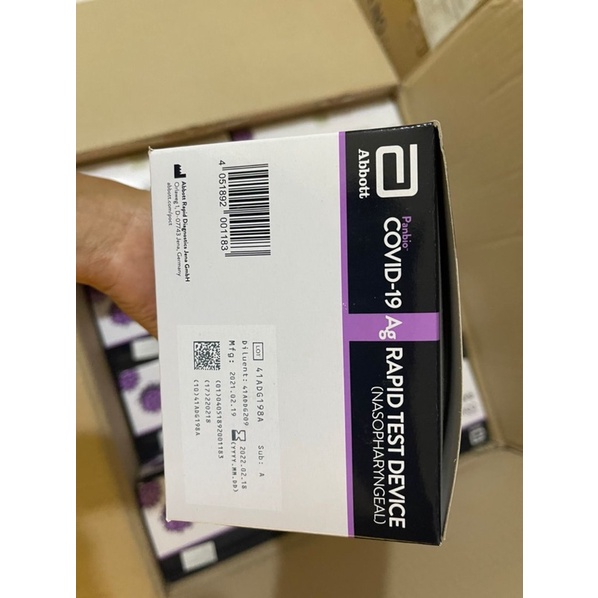 Abbott
Panbio™
COVID-19 Ag RAPID TEST DEVICE
(NASOPHARYNGEAL)
4 051892 001183
Abbott Rapid Diagnostics Jena GmbH
Orlaweg 1, D-07743 Jena, Germany
abbott.com/poct
LOT 41ADG198A Sub: A
Diluent: 41ADDG209 2022.02.18
Mfg: 2021.02.19 (YYYY.MM.DD)
(01)04051892001183
(17)220218
(10)41ADG198A